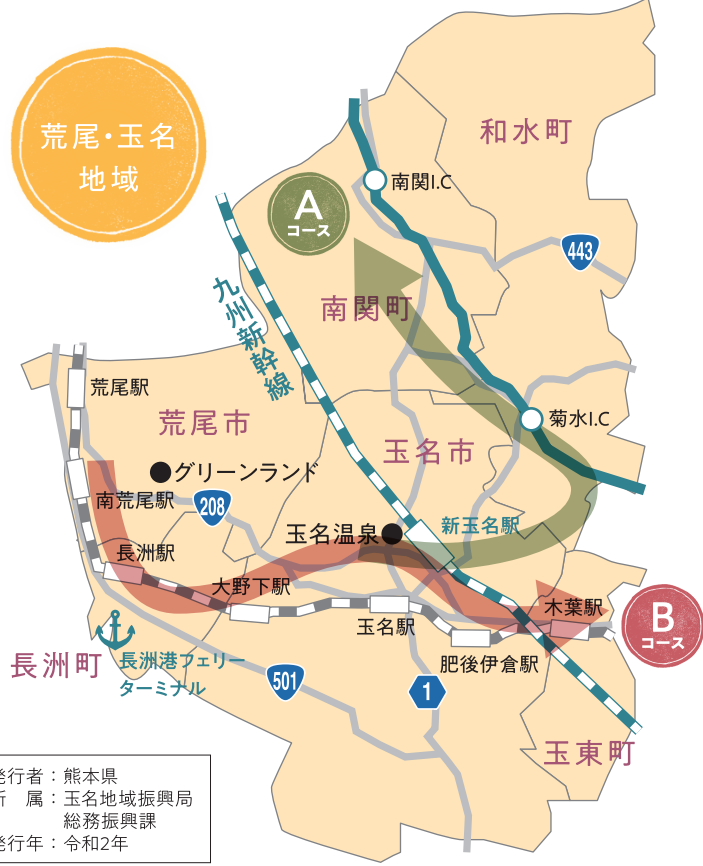 荒尾・玉名
地域
和水町
南関I.C
A
コース
443
南関町
九州新幹線
荒尾駅
荒尾市
菊水I.C
玉名市
グリーンランド
南荒尾駅
208
新玉名駅
玉名温泉
長洲駅
大野下駅
木葉駅
B
コース
玉名駅
肥後伊倉駅
長洲町
長洲港フェリー
ターミナル
501
1
玉東町
発行者：熊本県
所　属：玉名地域振興局
総務振興課
発行年：令和2年